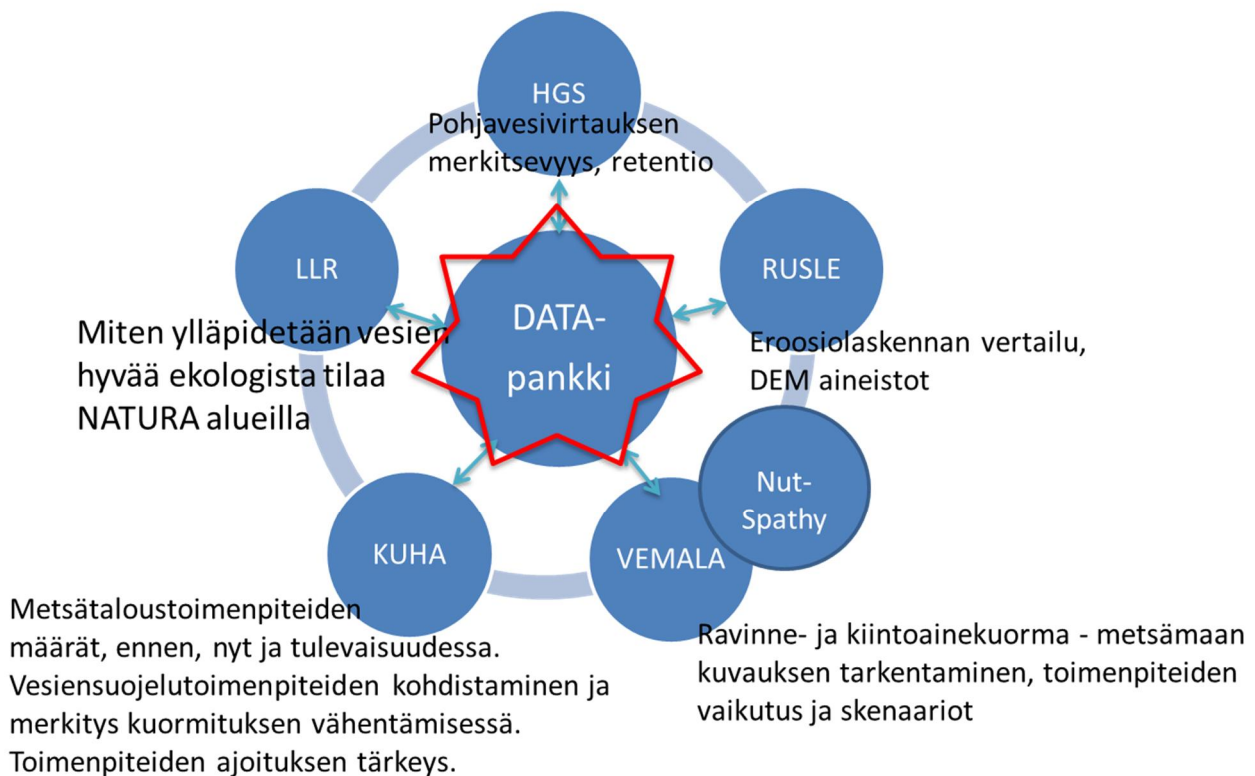 HGS
Pohjavesivirtauksen
merkitsevyys, retentio
LLR
RUSLE
DATA-
pankki
Miten ylläpidetään vesien
hyvää ekologista tilaa
NATURA alueilla
Eroosiolaskennan vertailu,
DEM aineistot
Nut-
Spathy
KUHA
VEMALA
Metsätaloustoimenpiteiden
määrät, ennen, nyt ja tulevaisuudessa.
Vesiensuojelutoimenpiteiden kohdistaminen ja
merkitys kuormituksen vähentämisessä.
Toimenpiteiden ajoituksen tärkeys.
Ravinne- ja kiintoainekuorma - metsämaan
kuvauksen tarkentaminen, toimenpiteiden
vaikutus ja skenaariot